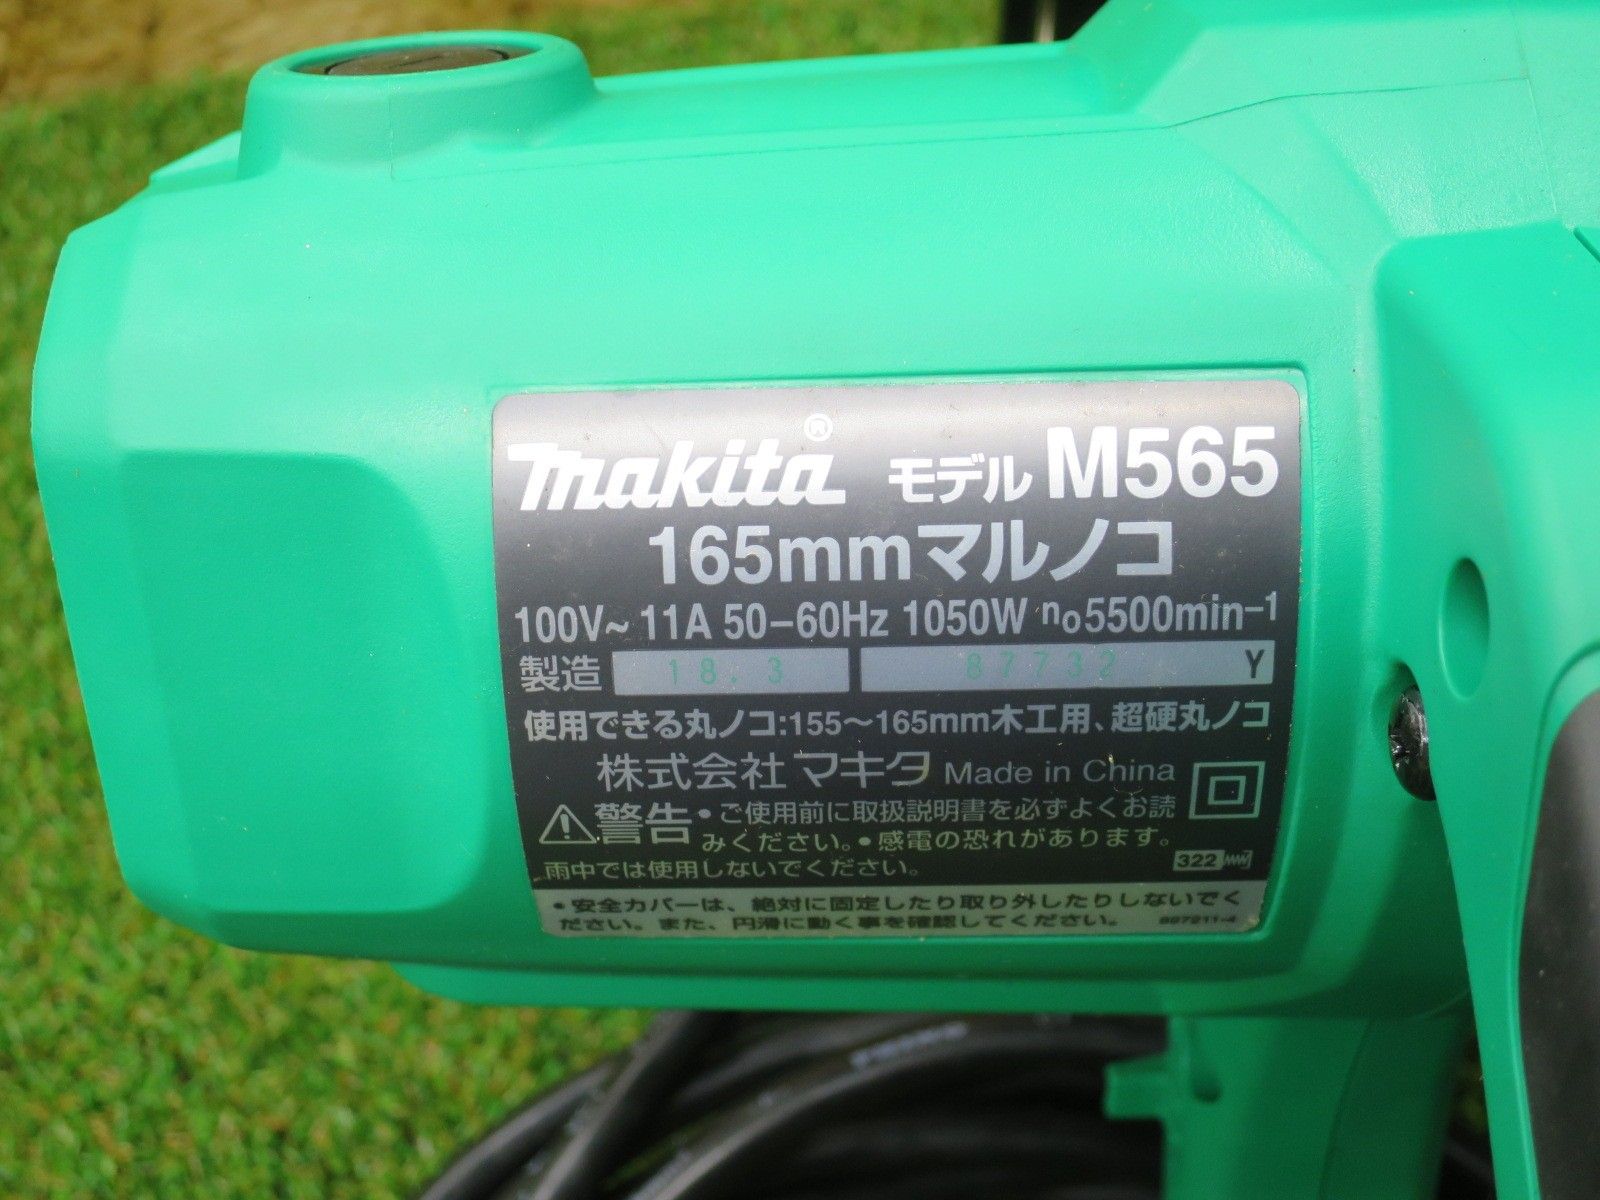 makita® モデル M565
165mmマルノコ
100V~ 11A 50-60Hz 1050W no5500min-1
製造 18.3 87732 Y
使用できる丸ノコ:155～165mm木工用、超硬丸ノコ
株式会社マキタ Made in China
⚠警告 •ご使用前に取扱説明書を必ずよくお読
みください。•感電の恐れがあります。
雨中では使用しないでください。
322
•安全カバーは、絶対に固定したり取り外したりしないでく
ださい。また、円滑に動く事を確認してください。